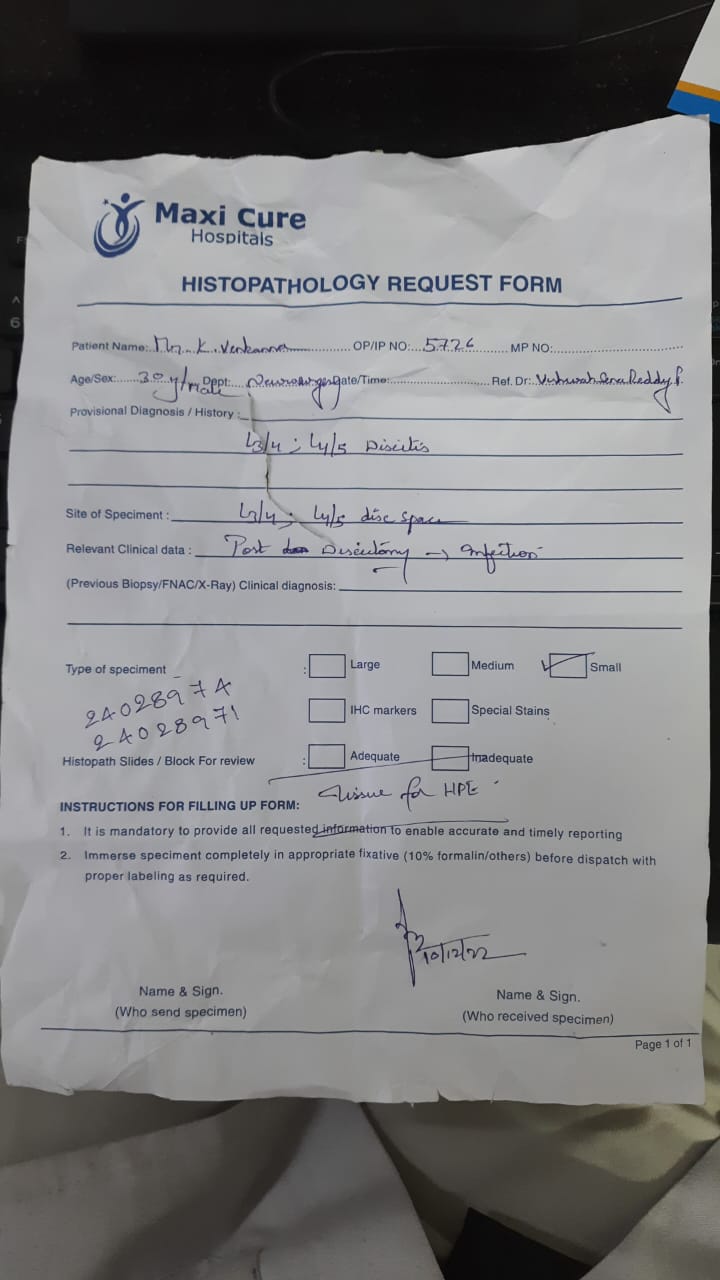 Maxi Cure
Hospitals
HISTOPATHOLOGY REQUEST FORM
Patient Name: Mr. K. Venkanna OP/IP NO: 5726 MP NO:
Age/Sex: 30y/male Dept: Neurosurgery Date/Time: Ref. Dr: Reddy. P.
Provisional Diagnosis / History :
L3/4 ; L4/5 Discitis
Site of Speciment : L3/4 ; L4/5 disc space
Relevant Clinical data : Post Discectomy → infection
(Previous Biopsy/FNAC/X-Ray) Clinical diagnosis:
Type of speciment : Large Medium Small
24028974
24028971
IHC markers Special Stains
Histopath Slides / Block For review : Adequate Inadequate
Tissue for HPE
INSTRUCTIONS FOR FILLING UP FORM:
1. It is mandatory to provide all requested information to enable accurate and timely reporting
2. Immerse speciment completely in appropriate fixative (10% formalin/others) before dispatch with
proper labeling as required.
10/12/22
Name & Sign. Name & Sign.
(Who send specimen) (Who received specimen)
Page 1 of 1